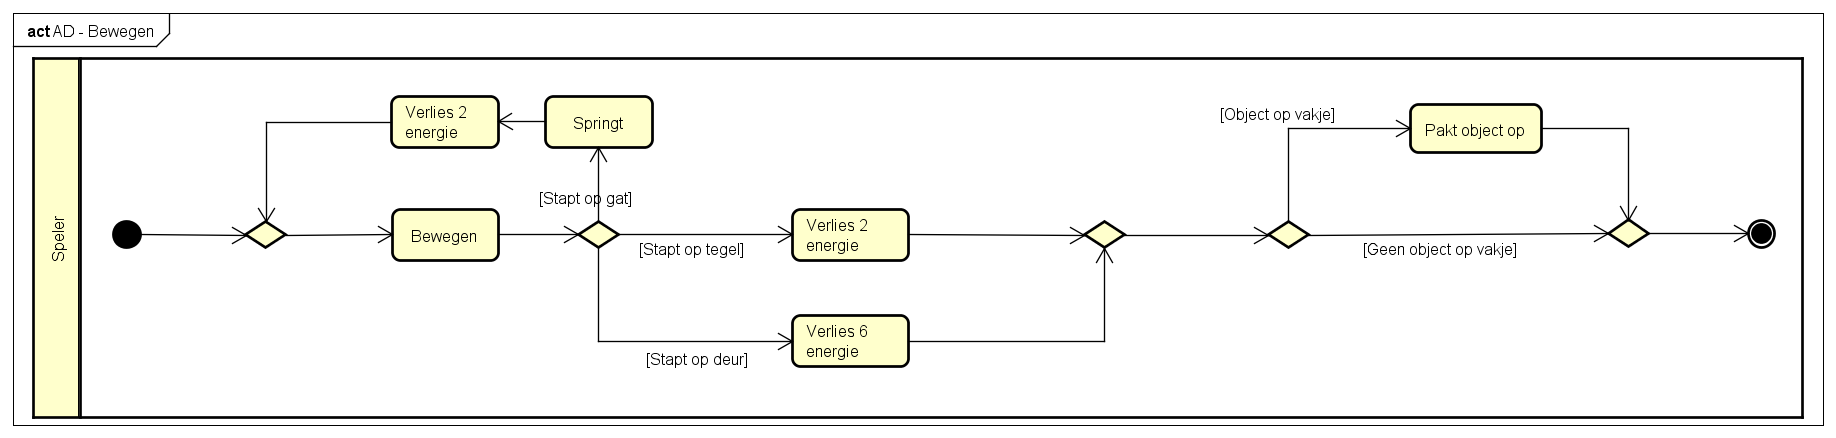 act AD - Bewegen
Speler
Verlies 2
energie
Springt
[Object op vakje]
Pakt object op
[Stapt op gat]
Bewegen
[Stapt op tegel]
Verlies 2
energie
[Geen object op vakje]
Verlies 6
energie
[Stapt op deur]